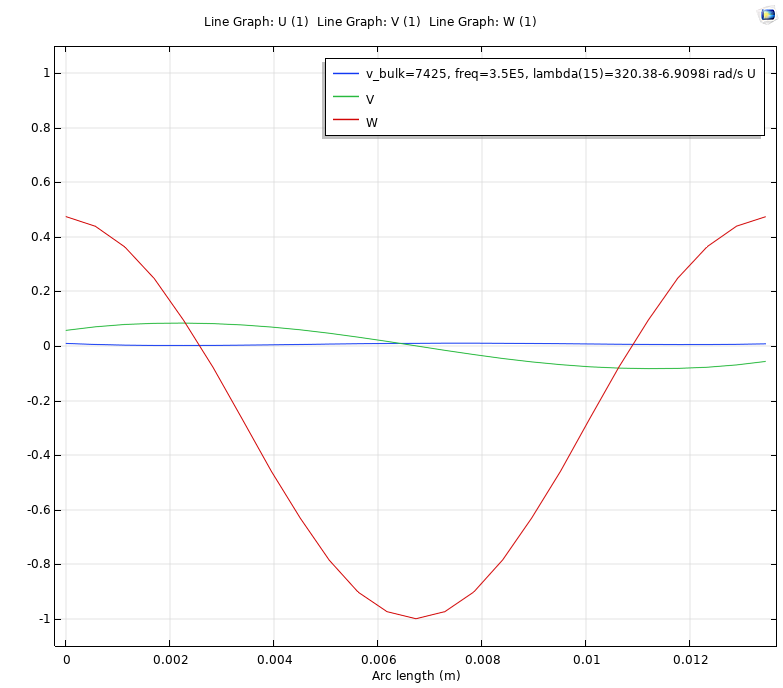 Line Graph: U (1) Line Graph: V (1) Line Graph: W (1)
v_bulk=7425, freq=3.5E5, lambda(15)=320.38-6.9098i rad/s U
V
W
1
0.8
0.6
0.4
0.2
0
-0.2
-0.4
-0.6
-0.8
-1
0 0.002 0.004 0.006 0.008 0.01 0.012
Arc length (m)